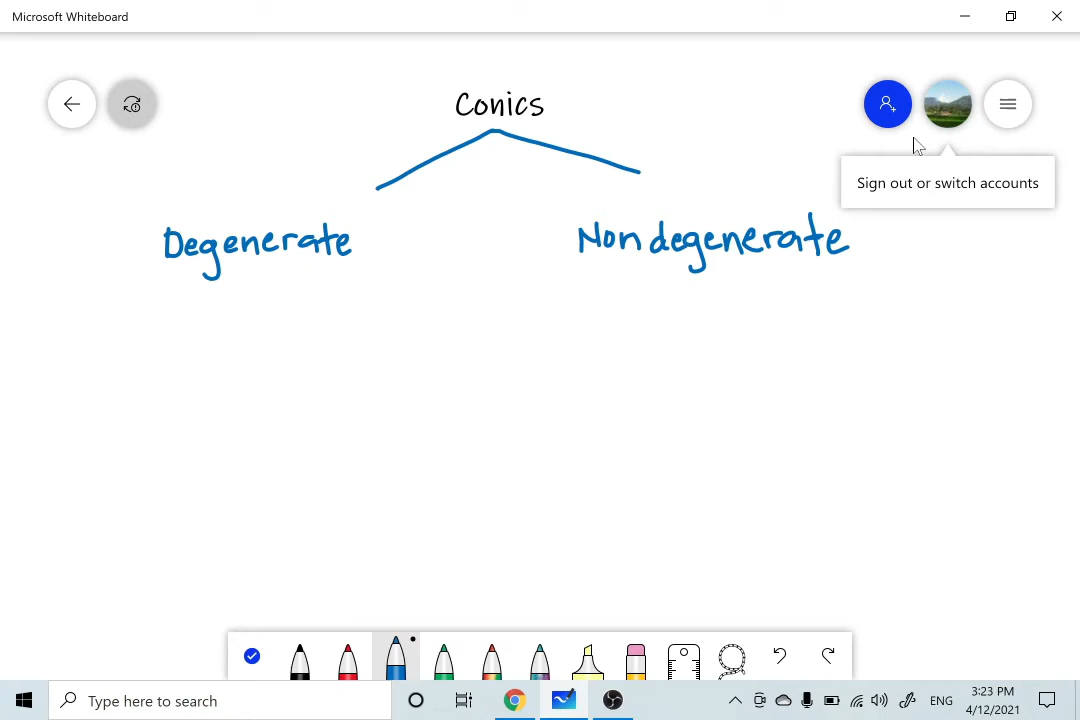 Microsoft Whiteboard
Conics
Sign out or switch accounts
Degenerate
Nondegenerate
Type here to search
ENG
3:23 PM
4/12/2021